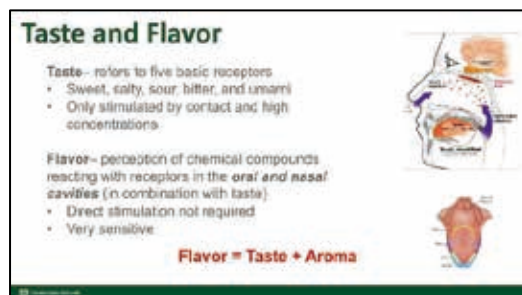 Taste and Flavor
Taste– refers to five basic receptors
• Sweet, salty, sour, bitter, and umami
• Only stimulated by contact and high
concentrations
Flavor– perception of chemical compounds
reacting with receptors in the oral and nasal
cavities (in combination with taste)
• Direct stimulation not required
• Very sensitive
Flavor = Taste + Aroma